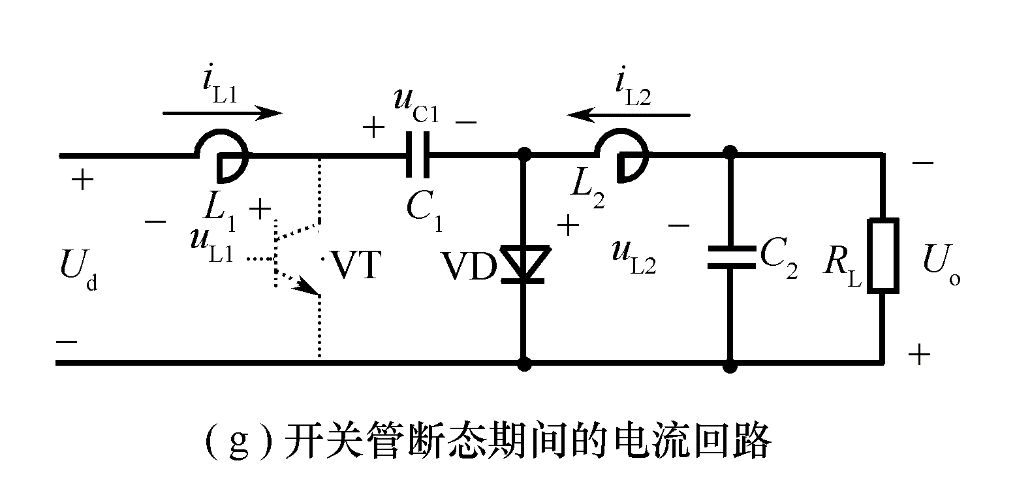 iL1 iL2
+ uC1 −
+ − L1 + C1 L2 + − −
Ud uL1 VT VD uL2 C2 RL Uo
− +
(g)开关管断态期间的电流回路